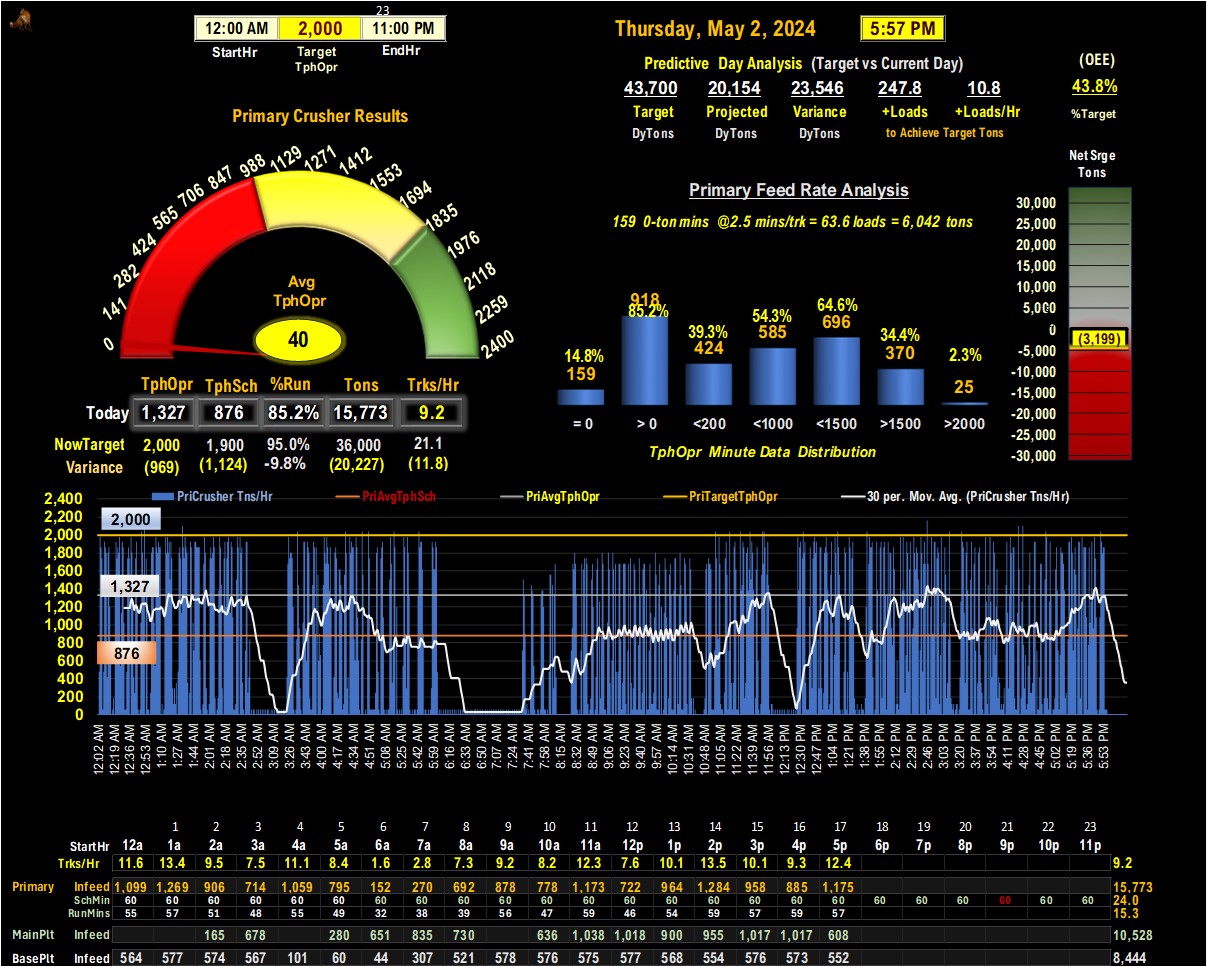 23
12:00 AM 2,000 11:00 PM
StartHr Target EndHr
TphOpr
Thursday, May 2, 2024 5:57 PM
Predictive Day Analysis (Target vs Current Day)
43,700 20,154 23,546 247.8 10.8
Target Projected Variance +Loads +Loads/Hr
DyTons DyTons DyTons to Achieve Target Tons
(OEE)
43.8%
%Target
Primary Crusher Results
0 141 282 424 565 706 847 988 1129 1271 1412 1553 1694 1835 1976 2118 2259 2400
Avg
TphOpr
40
TphOpr TphSch %Run Tons Trks/Hr
Today 1,327 876 85.2% 15,773 9.2
NowTarget 2,000 1,900 95.0% 36,000 21.1
Variance (969) (1,124) -9.8% (20,227) (11.8)
Primary Feed Rate Analysis
159 0-ton mins @2.5 mins/trk = 63.6 loads = 6,042 tons
14.8% 85.2% 39.3% 54.3% 64.6% 34.4% 2.3%
159 918 424 585 696 370 25
= 0 > 0 <200 <1000 <1500 >1500 >2000
TphOpr Minute Data Distribution
Net Srge
Tons
30,000
25,000
20,000
15,000
10,000
5,000
0
(3,199)
-5,000
-10,000
-15,000
-20,000
-25,000
-30,000
PriCrusher Tns/Hr PriAvgTphSch PriAvgTphOpr PriTargetTphOpr 30 per. Mov. Avg. (PriCrusher Tns/Hr)
2,400
2,200
2,000
1,800
1,600
1,400
1,200
1,000
800
600
400
200
0
2,000
1,327
876
12:02 AM 12:19 AM 12:36 AM 12:53 AM 1:10 AM 1:27 AM 1:44 AM 2:01 AM 2:18 AM 2:35 AM 2:52 AM 3:09 AM 3:26 AM 3:43 AM 4:00 AM 4:17 AM 4:34 AM 4:51 AM 5:08 AM 5:25 AM 5:42 AM 5:59 AM 6:16 AM 6:33 AM 6:50 AM 7:07 AM 7:24 AM 7:41 AM 7:58 AM 8:15 AM 8:32 AM 8:49 AM 9:06 AM 9:23 AM 9:40 AM 9:57 AM 10:14 AM 10:31 AM 10:48 AM 11:05 AM 11:22 AM 11:39 AM 11:56 AM 12:13 PM 12:30 PM 12:47 PM 1:04 PM 1:21 PM 1:38 PM 1:55 PM 2:12 PM 2:29 PM 2:46 PM 3:03 PM 3:20 PM 3:37 PM 3:54 PM 4:11 PM 4:28 PM 4:45 PM 5:02 PM 5:19 PM 5:36 PM 5:53 PM
1 2 3 4 5 6 7 8 9 10 11 12 13 14 15 16 17 18 19 20 21 22 23
StartHr 12a 1a 2a 3a 4a 5a 6a 7a 8a 9a 10a 11a 12p 1p 2p 3p 4p 5p 6p 7p 8p 9p 10p 11p
Trks/Hr 11.6 13.4 9.5 7.5 11.1 8.4 1.6 2.8 7.3 9.2 8.2 12.3 7.6 10.1 13.5 10.1 9.3 12.4 9.2
Primary Infeed 1,099 1,269 906 714 1,059 795 152 270 692 878 778 1,173 722 964 1,284 958 885 1,175 15,773
SchMin 60 60 60 60 60 60 60 60 60 60 60 60 60 60 60 60 60 60 60 60 60 60 60 60 24.0
RunMins 55 57 51 48 55 49 32 38 39 56 47 59 46 54 59 57 59 57 15.3
MainPlt Infeed 165 678 280 651 835 730 636 1,038 1,018 900 955 1,017 1,017 608 10,528
BasePlt Infeed 564 577 574 567 101 60 44 307 521 578 576 575 577 568 554 576 573 552 8,444